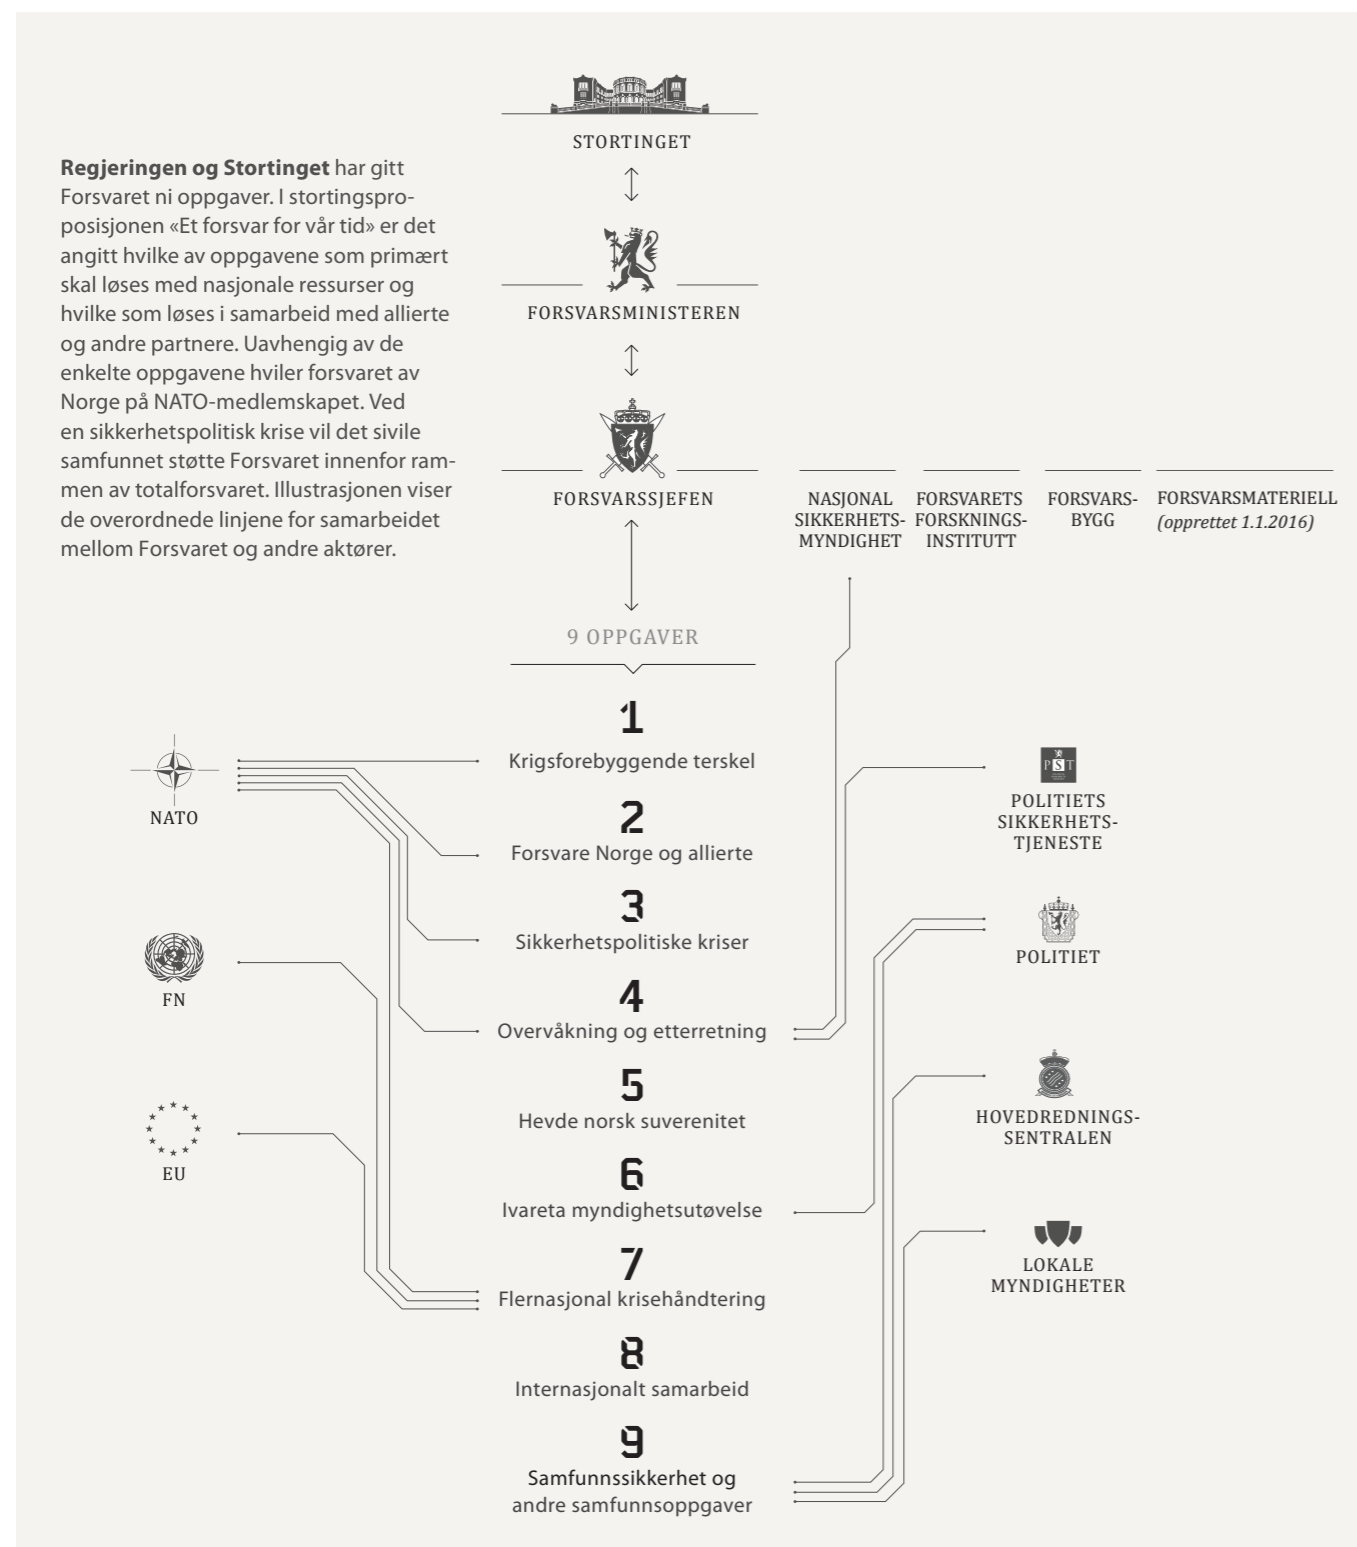 STORTINGET
Regjeringen og Stortinget har gitt
Forsvaret ni oppgaver. I stortingspro-
posisjonen «Et forsvar for vår tid» er det
angitt hvilke av oppgavene som primært
skal løses med nasjonale ressurser og
hvilke som løses i samarbeid med allierte
og andre partnere. Uavhengig av de
enkelte oppgavene hviler forsvaret av
Norge på NATO-medlemskapet. Ved
en sikkerhetspolitisk krise vil det sivile
samfunnet støtte Forsvaret innenfor ram-
men av totalforsvaret. Illustrasjonen viser
de overordnede linjene for samarbeidet
mellom Forsvaret og andre aktører.
FORSVARSMINISTEREN
FORSVARSSJEFEN
NASJONAL
SIKKERHETS-
MYNDIGHET
FORSVARETS
FORSKNINGS-
INSTITUTT
FORSVARS-
BYGG
FORSVARSMATERIELL
(opprettet 1.1.2016)
9 OPPGAVER
1
Krigsforebyggende terskel
2
Forsvare Norge og allierte
3
Sikkerhetspolitiske kriser
4
Overvåkning og etterretning
5
Hevde norsk suverenitet
6
Ivareta myndighetsutøvelse
7
Flernasjonal krisehåndtering
8
Internasjonalt samarbeid
9
Samfunnssikkerhet og
andre samfunnsoppgaver
NATO
FN
EU
PST
POLITIETS
SIKKERHETS-
TJENESTE
POLITIET
HOVEDREDNINGS-
SENTRALEN
LOKALE
MYNDIGHETER